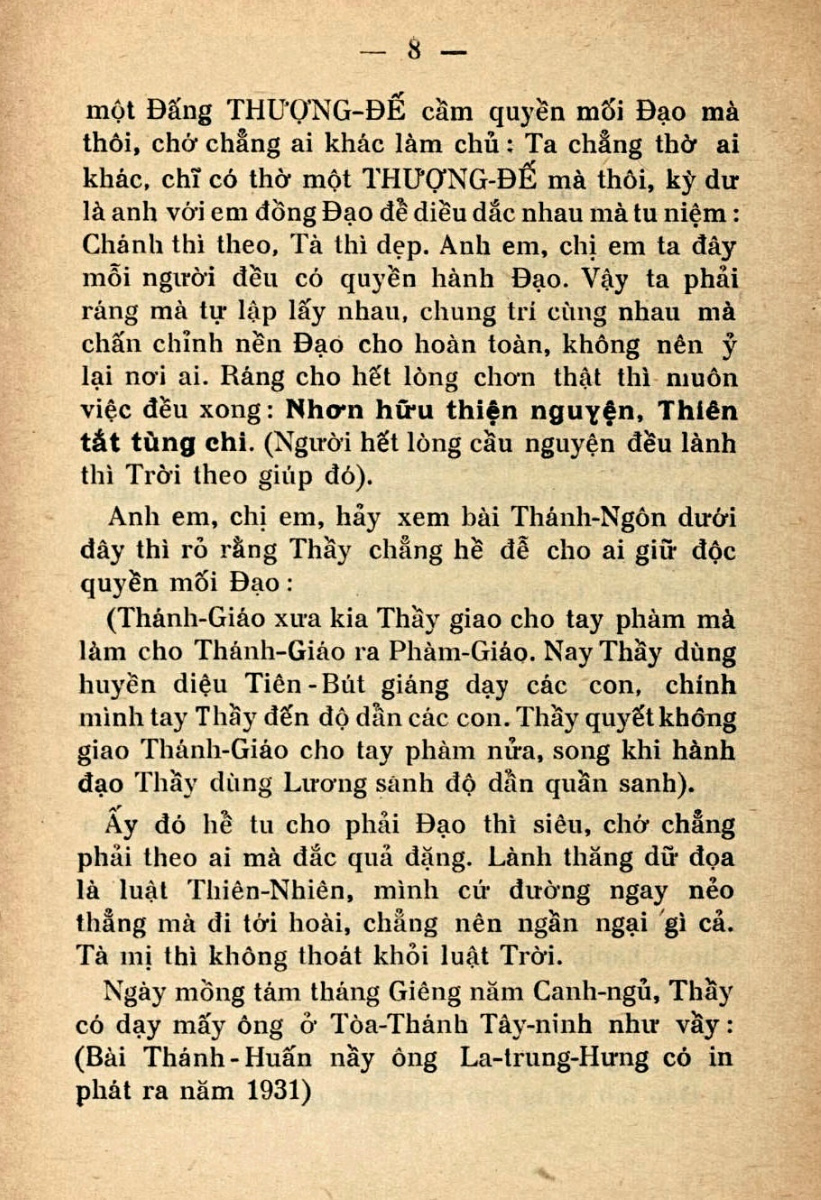 — 8 —
một Đấng THƯỢNG-ĐẾ cầm quyền mối Đạo mà
thôi, chớ chẳng ai khác làm chủ : Ta chẳng thờ ai
khác, chĩ có thờ một THƯỢNG-ĐẾ mà thôi, kỳ dư
là anh với em đồng Đạo đề diều dắc nhau mà tu niệm :
Chánh thì theo, Tà thì dẹp. Anh em, chị em ta đây
mỗi người đều có quyền hành Đạo. Vậy ta phải
ráng mà tự lập lấy nhau, chung trí cùng nhau mà
chấn chỉnh nền Đạo cho hoàn toàn, không nên ỷ
lại nơi ai. Ráng cho hết lòng chơn thật thì muôn
việc đều xong : Nhơn hữu thiện nguyện, Thiên
tất tùng chi. (Người hết lòng cầu nguyện đều lành
thì Trời theo giúp đó).
Anh em, chị em, hảy xem bài Thánh-Ngôn dưới
đây thì rỏ rằng Thầy chẳng hề đễ cho ai giữ độc
quyền mối Đạo :
(Thánh-Giáo xưa kia Thầy giao cho tay phàm mà
làm cho Thánh-Giáo ra Phàm-Giáo. Nay Thầy dùng
huyền diệu Tiên-Bút giáng dạy các con, chính
mình tay Thầy đến độ dẩn các con. Thầy quyết không
giao Thánh-Giáo cho tay phàm nửa, song khi hành
đạo Thầy dùng Lương sanh độ dẩn quần sanh).
Ấy đó hề tu cho phải Đạo thì siêu, chớ chẳng
phải theo ai mà đắc quả đặng. Lành thăng dữ đọa
là luật Thiên-Nhiên, mình cứ đường ngay nẻo
thẳng mà đi tới hoài, chẳng nên ngần ngại gì cả.
Tà mị thì không thoát khỏi luật Trời.
Ngày mồng tám tháng Giêng năm Canh-ngủ, Thầy
có dạy mấy ông ở Tòa-Thánh Tây-ninh như vầy :
(Bài Thánh-Huấn nầy ông La-trung-Hưng có in
phát ra năm 1931)